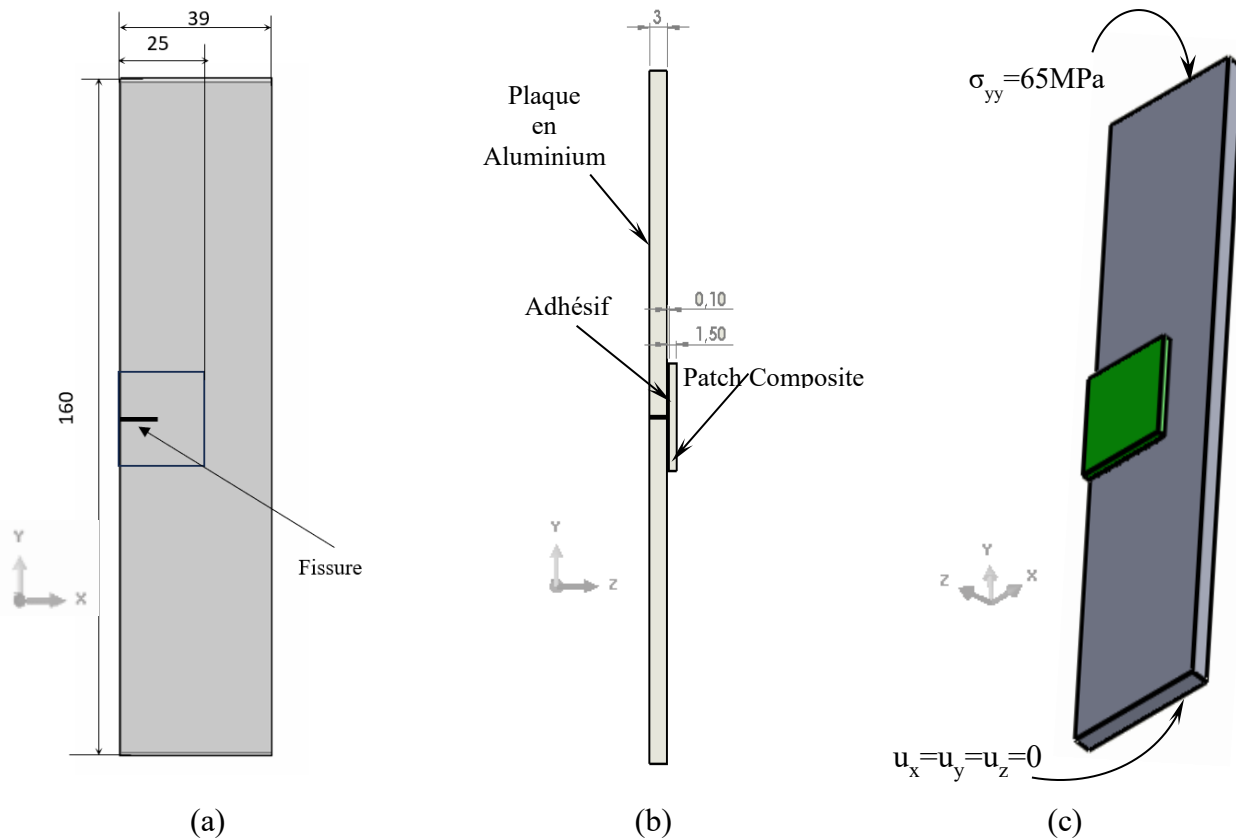 39
25
160
Fissure
Y
X
(a)
3
Plaque
en
Aluminium
Adhésif
0,10
1,50
Patch Composite
Y
Z
(b)
σyy=65MPa
Y
Z
X
ux=uy=uz=0
(c)